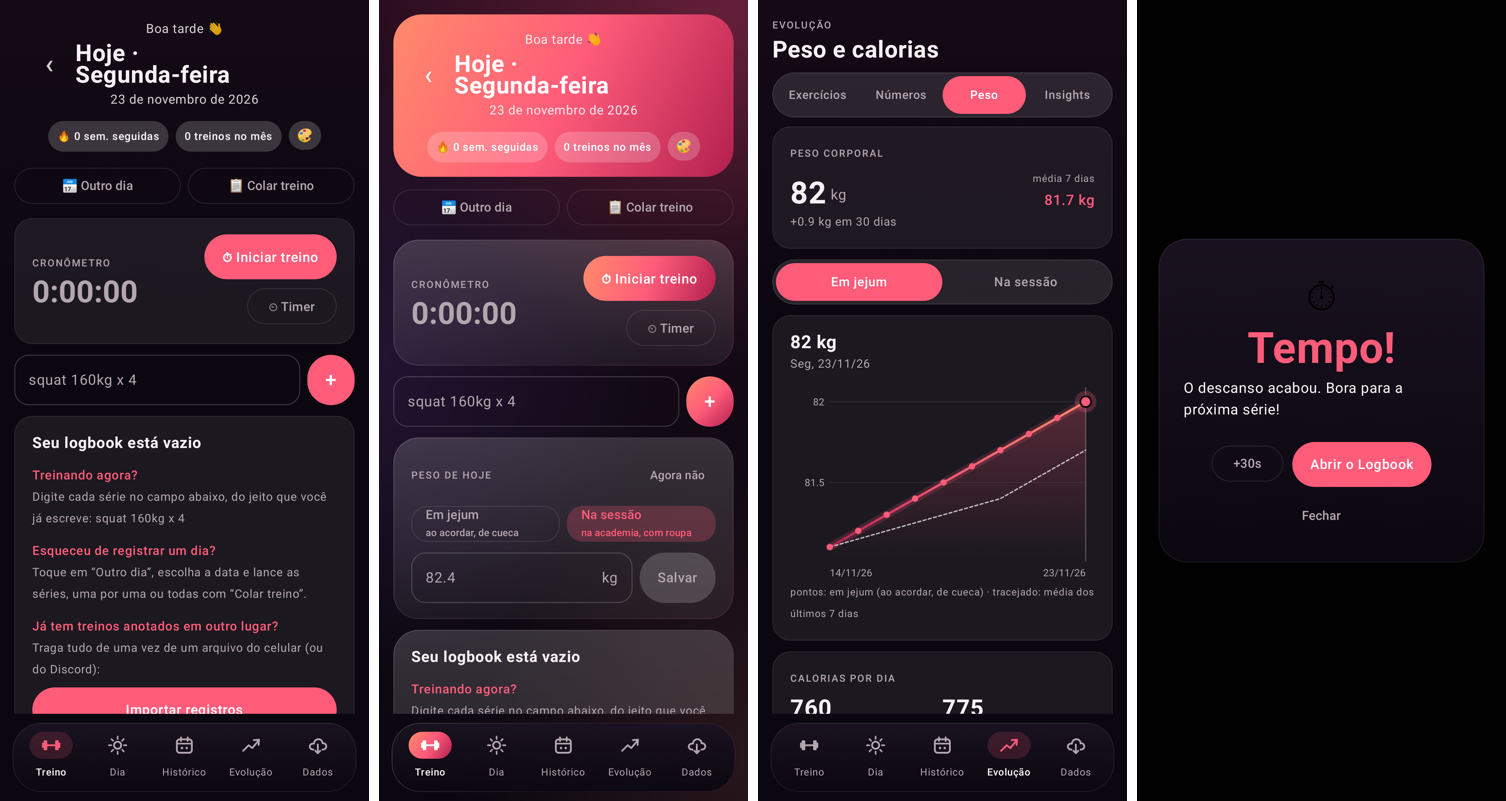 Boa tarde 👋
‹
Hoje ·
Segunda-feira
23 de novembro de 2026
🔥 0 sem. seguidas
0 treinos no mês
🎨
📅 Outro dia
📋 Colar treino
CRONÔMETRO
0:00:00
⏱ Iniciar treino
⏲ Timer
squat 160kg x 4
+
Seu logbook está vazio
Treinando agora?
Digite cada série no campo abaixo, do jeito que você
já escreve: squat 160kg x 4
Esqueceu de registrar um dia?
Toque em “Outro dia”, escolha a data e lance as
séries, uma por uma ou todas com “Colar treino”.
Já tem treinos anotados em outro lugar?
Traga tudo de uma vez de um arquivo do celular (ou
do Discord):
Importar registros
Treino
Dia
Histórico
Evolução
Dados
Boa tarde 👋
‹
Hoje ·
Segunda-feira
23 de novembro de 2026
🔥 0 sem. seguidas
0 treinos no mês
🎨
📅 Outro dia
📋 Colar treino
CRONÔMETRO
0:00:00
⏱ Iniciar treino
⏲ Timer
squat 160kg x 4
+
PESO DE HOJE
Agora não
Em jejum
ao acordar, de cueca
Na sessão
na academia, com roupa
82.4
kg
Salvar
Seu logbook está vazio
Treinando agora?
Digite cada série no campo abaixo, do jeito que você
Treino
Dia
Histórico
Evolução
Dados
EVOLUÇÃO
Peso e calorias
Exercícios
Números
Peso
Insights
PESO CORPORAL
82 kg
+0.9 kg em 30 dias
média 7 dias
81.7 kg
Em jejum
Na sessão
82 kg
Seg, 23/11/26
82
81.5
14/11/26
23/11/26
pontos: em jejum (ao acordar, de cueca) · tracejado: média dos
últimos 7 dias
CALORIAS POR DIA
760
775
Treino
Dia
Histórico
Evolução
Dados
⏱
Tempo!
O descanso acabou. Bora para a
próxima série!
+30s
Abrir o Logbook
Fechar